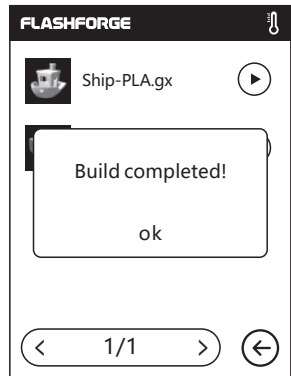 FLASHFORGE
Ship-PLA.gx
Build completed!
ok
< 1/1 >